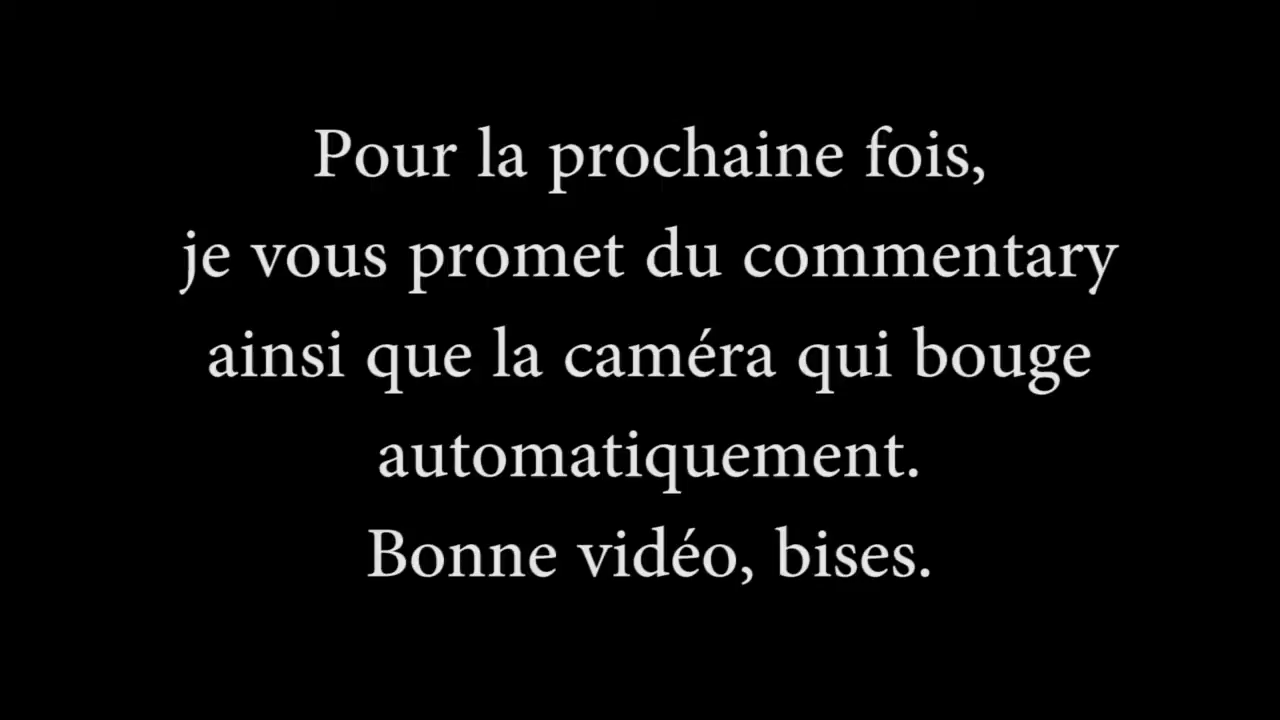 Pour la prochaine fois,
je vous promet du commentary
ainsi que la caméra qui bouge
automatiquement.
Bonne vidéo, bises.